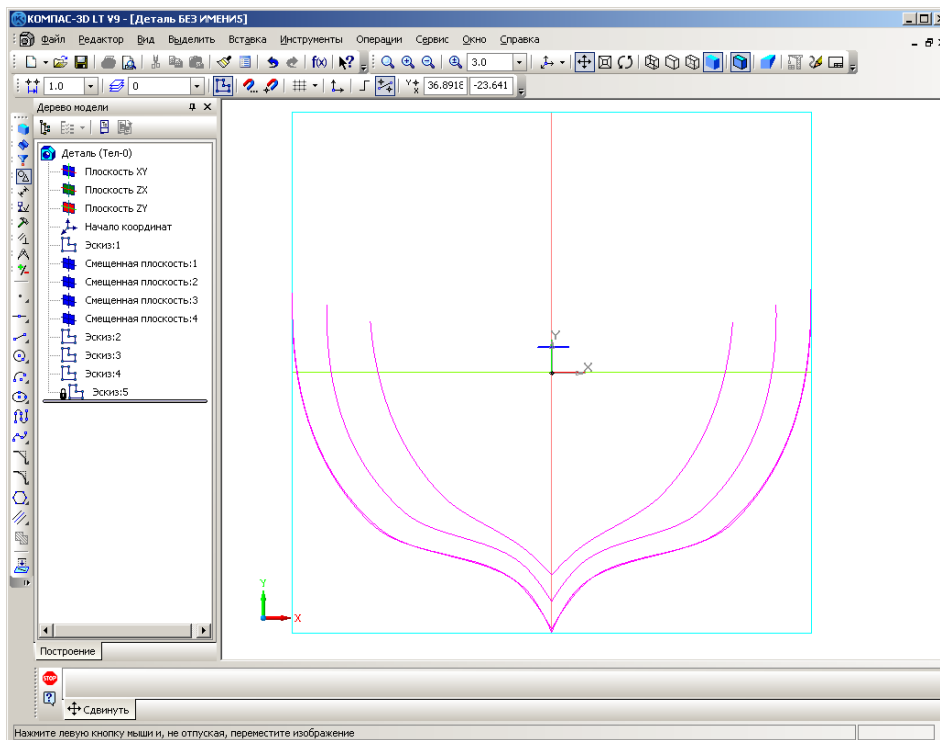 КОМПАС-3D LT V9 - [Деталь БЕЗ ИМЕНИ5]
Файл Редактор Вид Выделить Вставка Инструменты Операции Сервис Окно Справка
f(x) 3.0
1.0 0 36.8918 -23.641
Дерево модели
Деталь (Тел-0)
Плоскость XY
Плоскость ZX
Плоскость ZY
Начало координат
Эскиз:1
Смещенная плоскость:1
Смещенная плоскость:2
Смещенная плоскость:3
Смещенная плоскость:4
Эскиз:2
Эскиз:3
Эскиз:4
Эскиз:5
Y
X
Y
X
Построение
STOP
Сдвинуть
Нажмите левую кнопку мыши и, не отпуская, переместите изображение